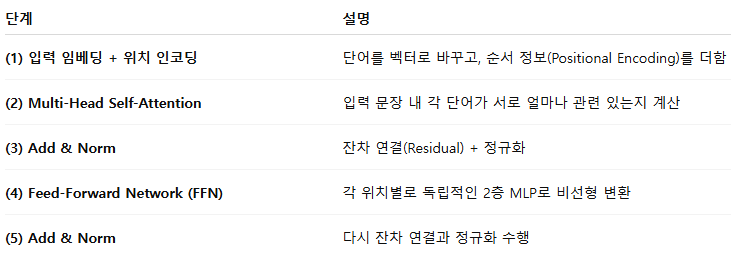 단계 설명
(1) 입력 임베딩 + 위치 인코딩 단어를 벡터로 바꾸고, 순서 정보(Positional Encoding)를 더함
(2) Multi-Head Self-Attention 입력 문장 내 각 단어가 서로 얼마나 관련 있는지 계산
(3) Add & Norm 잔차 연결(Residual) + 정규화
(4) Feed-Forward Network (FFN) 각 위치별로 독립적인 2층 MLP로 비선형 변환
(5) Add & Norm 다시 잔차 연결과 정규화 수행